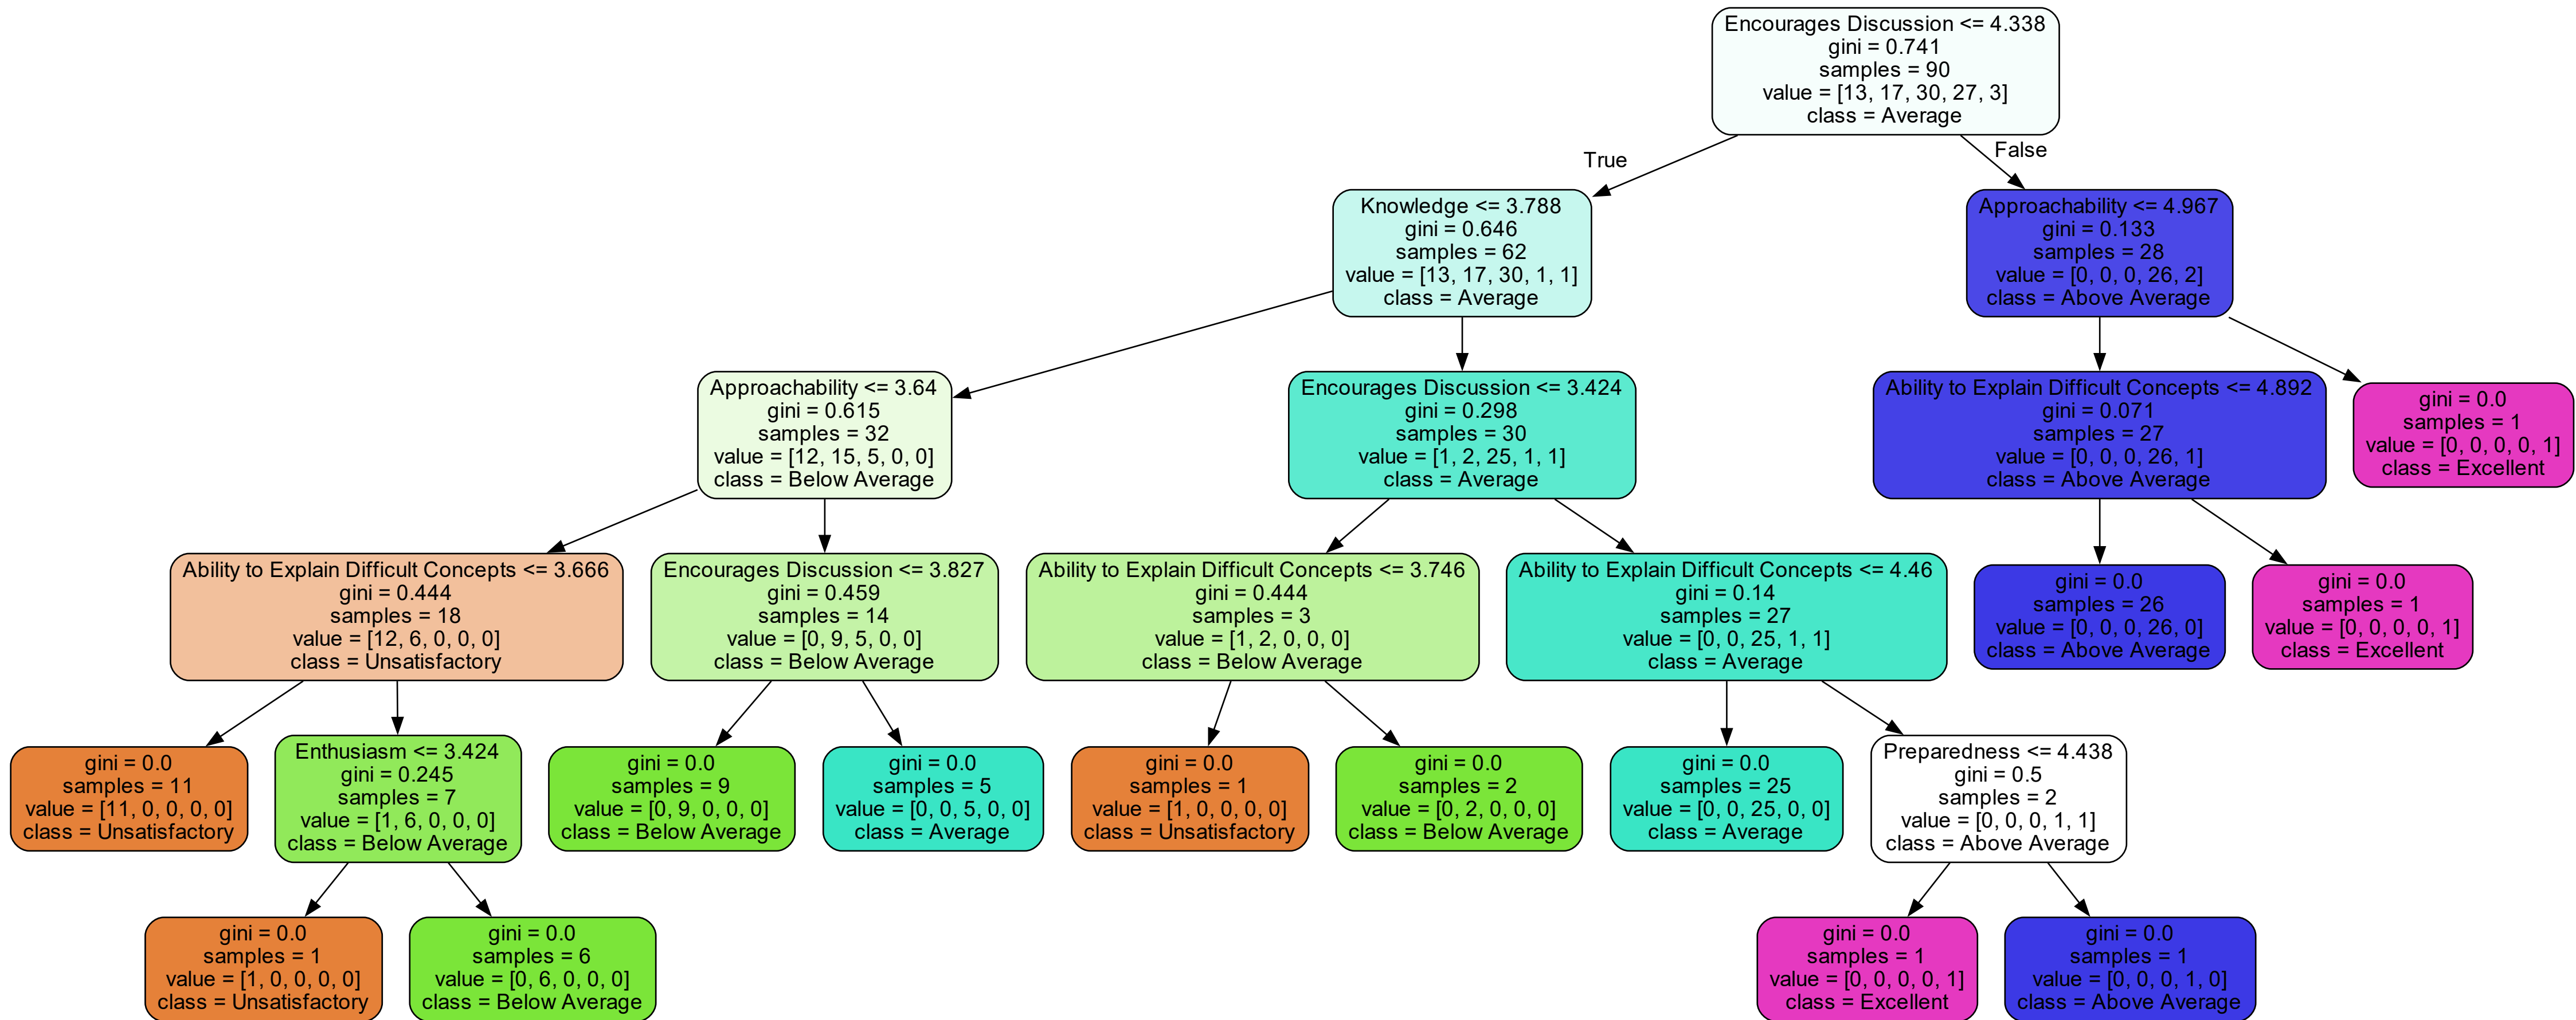 Encourages Discussion <= 4.338
gini = 0.741
samples = 90
value = [13, 17, 30, 27, 3]
class = Average
True
False
Knowledge <= 3.788
gini = 0.646
samples = 62
value = [13, 17, 30, 1, 1]
class = Average
Approachability <= 4.967
gini = 0.133
samples = 28
value = [0, 0, 0, 26, 2]
class = Above Average
Approachability <= 3.64
gini = 0.615
samples = 32
value = [12, 15, 5, 0, 0]
class = Below Average
Encourages Discussion <= 3.424
gini = 0.298
samples = 30
value = [1, 2, 25, 1, 1]
class = Average
Ability to Explain Difficult Concepts <= 4.892
gini = 0.071
samples = 27
value = [0, 0, 0, 26, 1]
class = Above Average
gini = 0.0
samples = 1
value = [0, 0, 0, 0, 1]
class = Excellent
Ability to Explain Difficult Concepts <= 3.666
gini = 0.444
samples = 18
value = [12, 6, 0, 0, 0]
class = Unsatisfactory
Encourages Discussion <= 3.827
gini = 0.459
samples = 14
value = [0, 9, 5, 0, 0]
class = Below Average
Ability to Explain Difficult Concepts <= 3.746
gini = 0.444
samples = 3
value = [1, 2, 0, 0, 0]
class = Below Average
Ability to Explain Difficult Concepts <= 4.46
gini = 0.14
samples = 27
value = [0, 0, 25, 1, 1]
class = Average
gini = 0.0
samples = 26
value = [0, 0, 0, 26, 0]
class = Above Average
gini = 0.0
samples = 1
value = [0, 0, 0, 0, 1]
class = Excellent
gini = 0.0
samples = 11
value = [11, 0, 0, 0, 0]
class = Unsatisfactory
Enthusiasm <= 3.424
gini = 0.245
samples = 7
value = [1, 6, 0, 0, 0]
class = Below Average
gini = 0.0
samples = 9
value = [0, 9, 0, 0, 0]
class = Below Average
gini = 0.0
samples = 5
value = [0, 0, 5, 0, 0]
class = Average
gini = 0.0
samples = 1
value = [1, 0, 0, 0, 0]
class = Unsatisfactory
gini = 0.0
samples = 2
value = [0, 2, 0, 0, 0]
class = Below Average
gini = 0.0
samples = 25
value = [0, 0, 25, 0, 0]
class = Average
Preparedness <= 4.438
gini = 0.5
samples = 2
value = [0, 0, 0, 1, 1]
class = Above Average
gini = 0.0
samples = 1
value = [1, 0, 0, 0, 0]
class = Unsatisfactory
gini = 0.0
samples = 6
value = [0, 6, 0, 0, 0]
class = Below Average
gini = 0.0
samples = 1
value = [0, 0, 0, 0, 1]
class = Excellent
gini = 0.0
samples = 1
value = [0, 0, 0, 1, 0]
class = Above Average